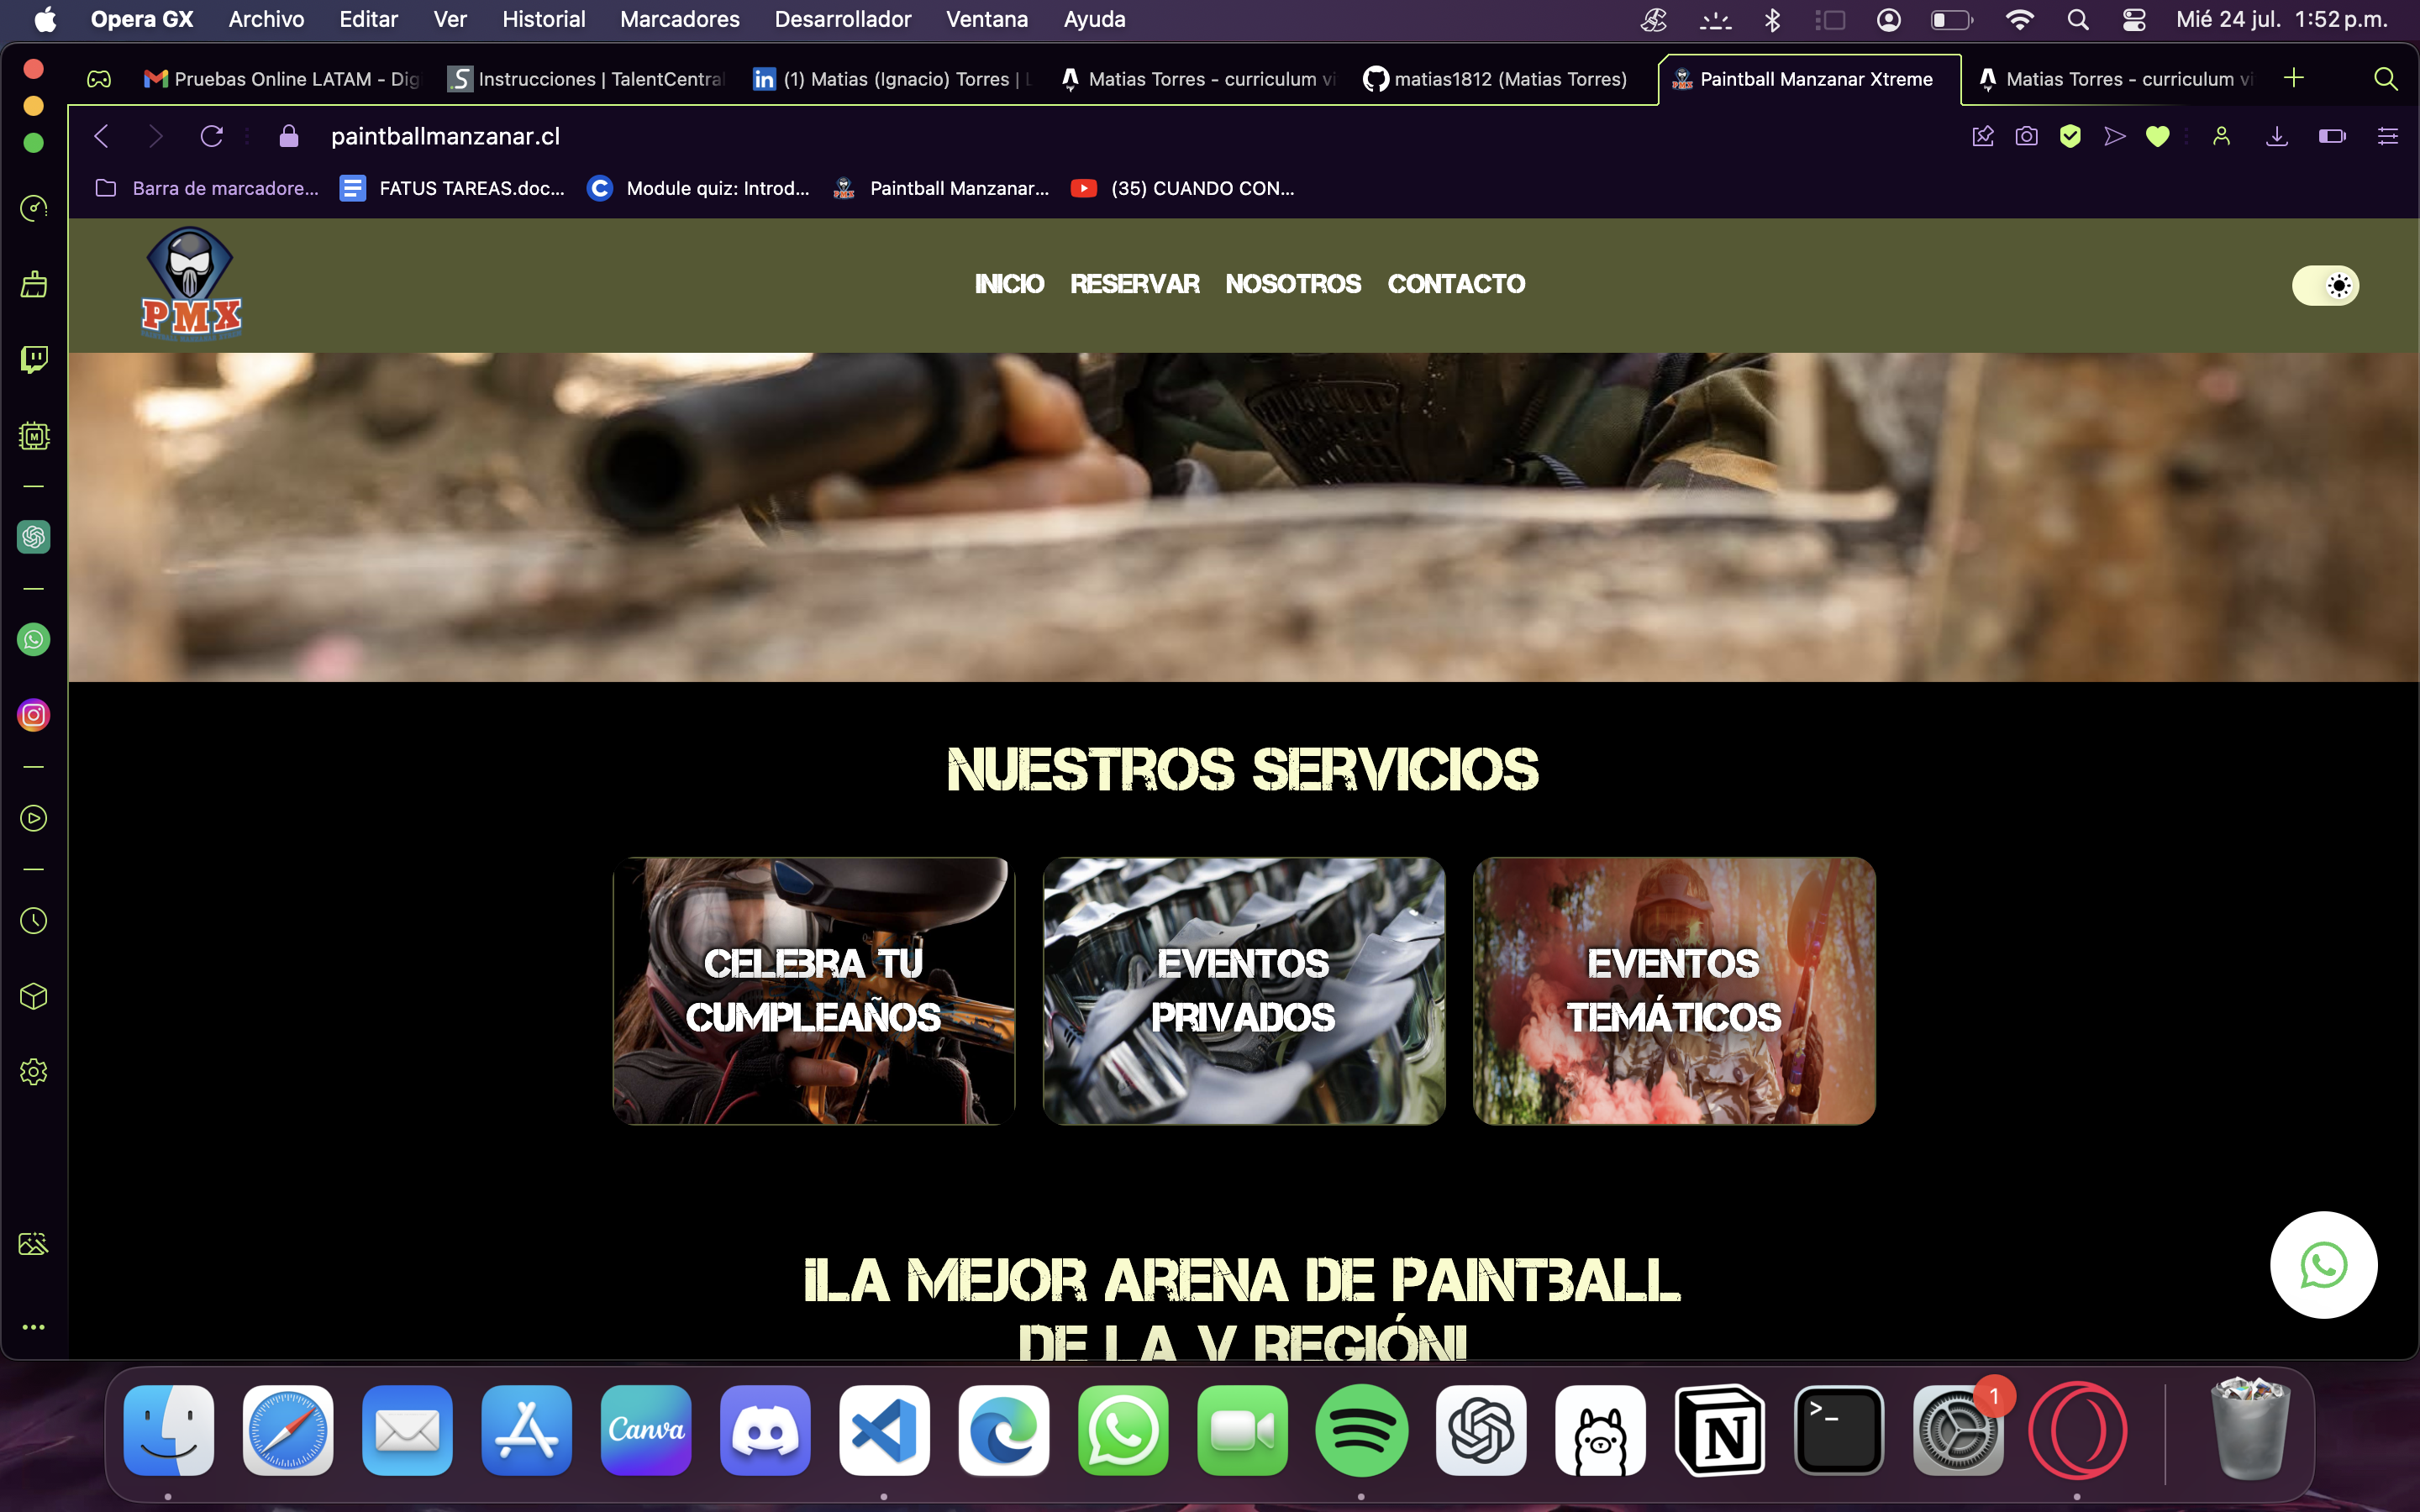 Opera GX Archivo Editar Ver Historial Marcadores Desarrollador Ventana Ayuda Mié 24 jul. 1:52 p.m.
Pruebas Online LATAM - Dig Instrucciones | TalentCentral (1) Matias (Ignacio) Torres | L Matias Torres - curriculum vi matias1812 (Matias Torres) Paintball Manzanar Xtreme Matias Torres - curriculum vi
paintballmanzanar.cl
Barra de marcadore... FATUS TAREAS.doc... Module quiz: Introd... Paintball Manzanar... (35) CUANDO CON...
PMX
INICIO RESERVAR NOSOTROS CONTACTO
NUESTROS SERVICIOS
CELEBRA TU
CUMPLEAÑOS
EVENTOS
PRIVADOS
EVENTOS
TEMÁTICOS
¡LA MEJOR ARENA DE PAINTBALL
DE LA V REGIÓN!
Canva
>_
1